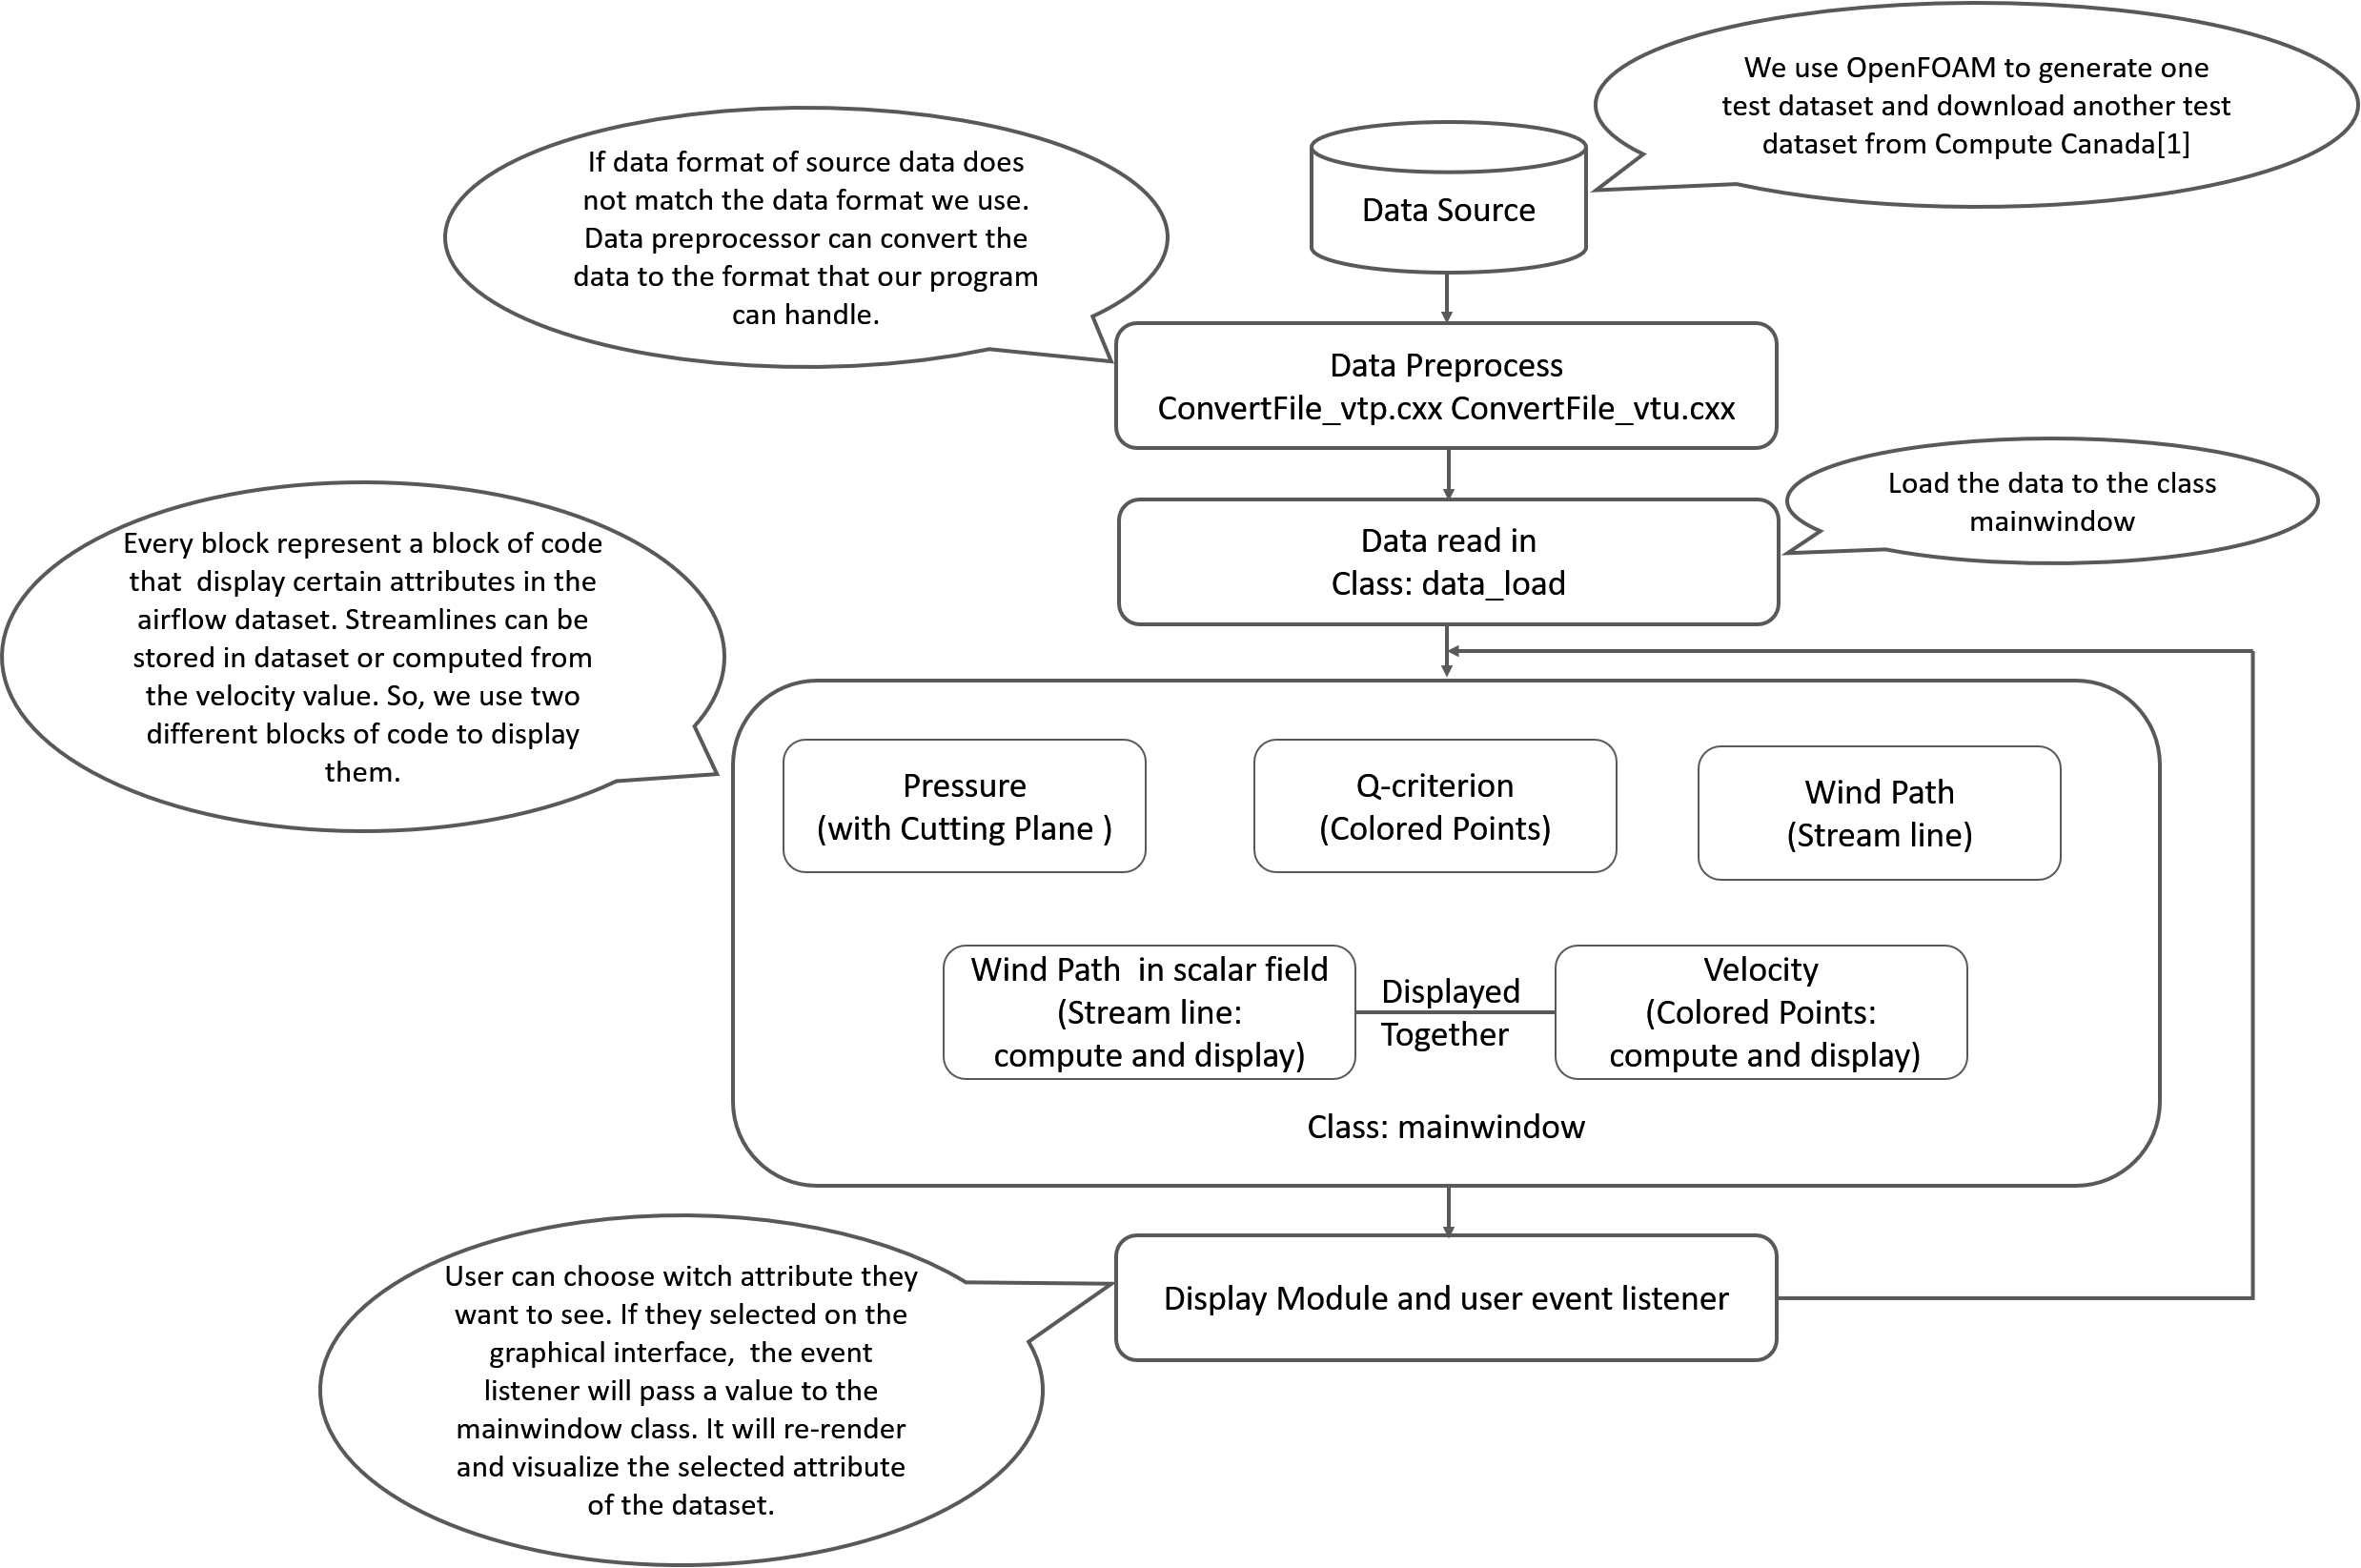 We use OpenFOAM to generate one
test dataset and download another test
dataset from Compute Canada[1]
If data format of source data does
not match the data format we use.
Data preprocessor can convert the
data to the format that our program
can handle.
Data Source
Data Preprocess
ConvertFile_vtp.cxx ConvertFile_vtu.cxx
Load the data to the class
mainwindow
Data read in
Class: data_load
Every block represent a block of code
that  display certain attributes in the
airflow dataset. Streamlines can be
stored in dataset or computed from
the velocity value. So, we use two
different blocks of code to display
them.
Pressure
(with Cutting Plane )
Q-criterion
(Colored Points)
Wind Path
(Stream line)
Wind Path  in scalar field
(Stream line:
compute and display)
Displayed
Together
Velocity
(Colored Points:
compute and display)
Class: mainwindow
User can choose witch attribute they
want to see. If they selected on the
graphical interface,  the event
listener will pass a value to the
mainwindow class. It will re-render
and visualize the selected attribute
of the dataset.
Display Module and user event listener